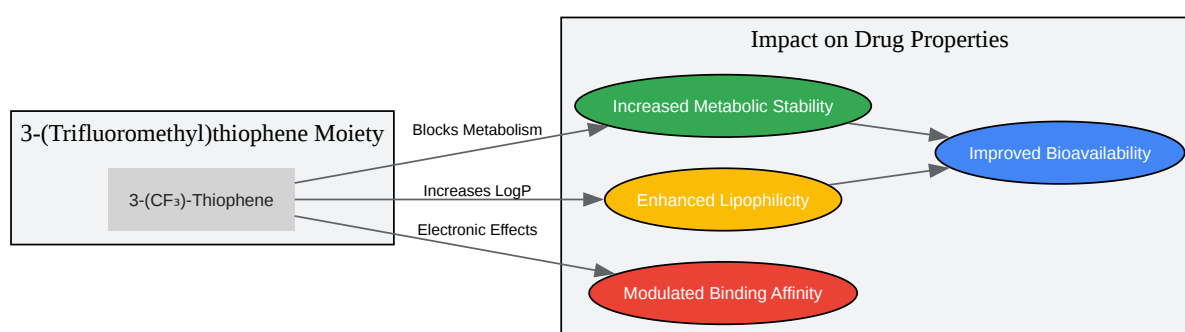 Impact on Drug Properties
3-(Trifluoromethyl)thiophene Moiety
3-(CF₃)-Thiophene
Blocks Metabolism
Increases LogP
Electronic Effects
Increased Metabolic Stability
Enhanced Lipophilicity
Modulated Binding Affinity
Improved Bioavailability